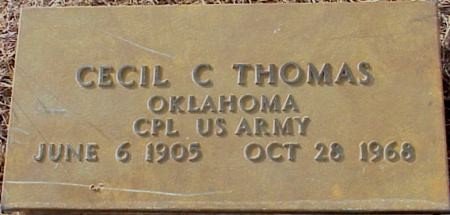 CECIL C THOMAS
OKLAHOMA
CPL US ARMY
JUNE 6 1905 OCT 28 1968